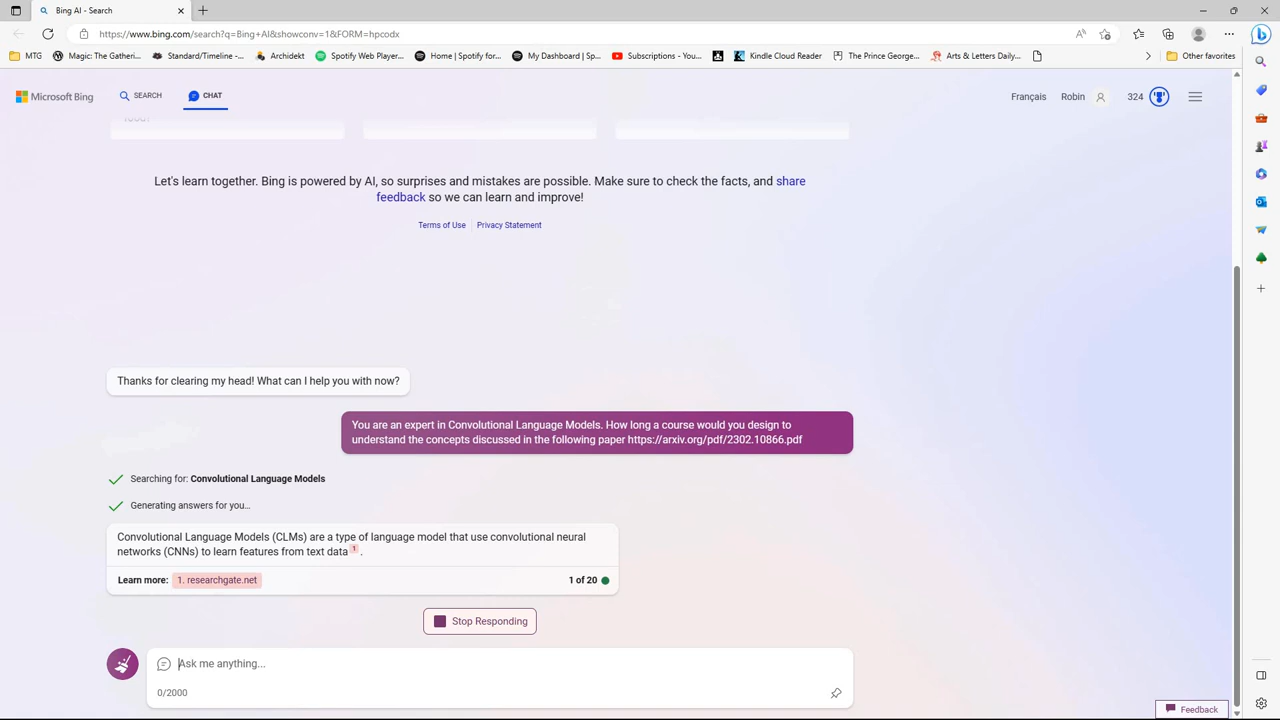 Bing AI - Search
https://www.bing.com/search?q=Bing+AI&showconv=1&FORM=hpcodx
MTG
Magic: The Gatheri...
Standard/Timeline -...
Archidekt
Spotify Web Player...
Home | Spotify for...
My Dashboard | Sp...
Subscriptions - You...
Kindle Cloud Reader
The Prince George...
Arts & Letters Daily...
Other favorites
Microsoft Bing
SEARCH
CHAT
Français
Robin
324
Let's learn together. Bing is powered by AI, so surprises and mistakes are possible. Make sure to check the facts, and share
feedback so we can learn and improve!
Terms of Use
Privacy Statement
Thanks for clearing my head! What can I help you with now?
You are an expert in Convolutional Language Models. How long a course would you design to
understand the concepts discussed in the following paper https://arxiv.org/pdf/2302.10866.pdf
Searching for: Convolutional Language Models
Generating answers for you...
Convolutional Language Models (CLMs) are a type of language model that use convolutional neural
networks (CNNs) to learn features from text data 1 .
Learn more: 1. researchgate.net
1 of 20
Stop Responding
Ask me anything...
0/2000
Feedback